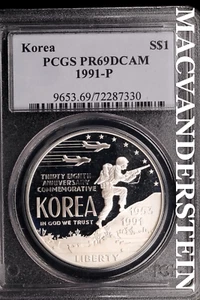 Korea S$1
PCGS PR69DCAM
1991-P
9653.69/72287330
THIRTY EIGHTH
ANNIVERSARY
COMMEMORATIVE
KOREA
IN GOD WE TRUST
1953
1991
LIBERTY
MACVANDERSTEIN